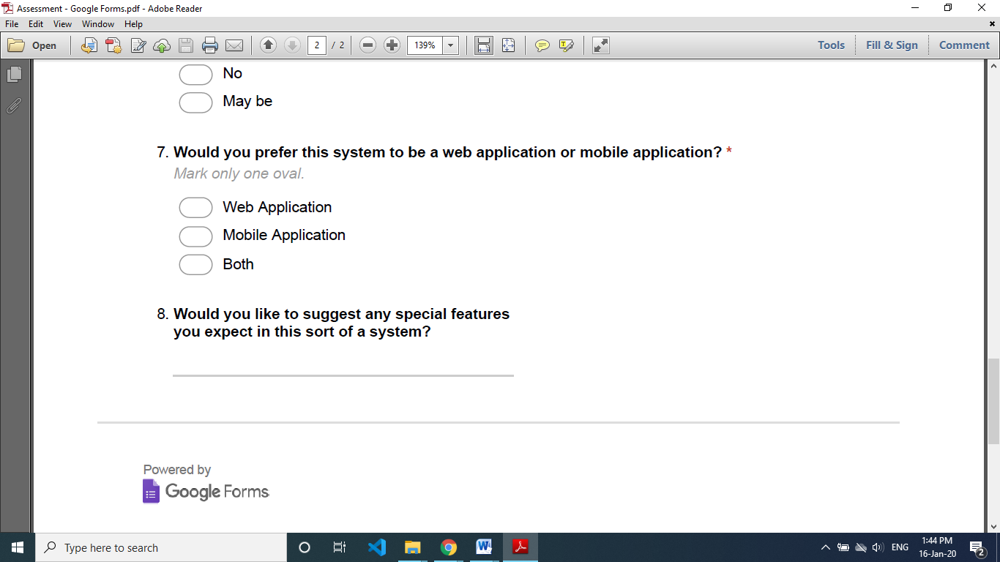 Assessment - Google Forms.pdf - Adobe Reader
File Edit View Window Help
Open 2 / 2 139% Tools Fill & Sign Comment
No
May be
7. Would you prefer this system to be a web application or mobile application? *
Mark only one oval.
Web Application
Mobile Application
Both
8. Would you like to suggest any special features
you expect in this sort of a system?
Powered by
Google Forms
Type here to search
ENG
1:44 PM
16-Jan-20
2